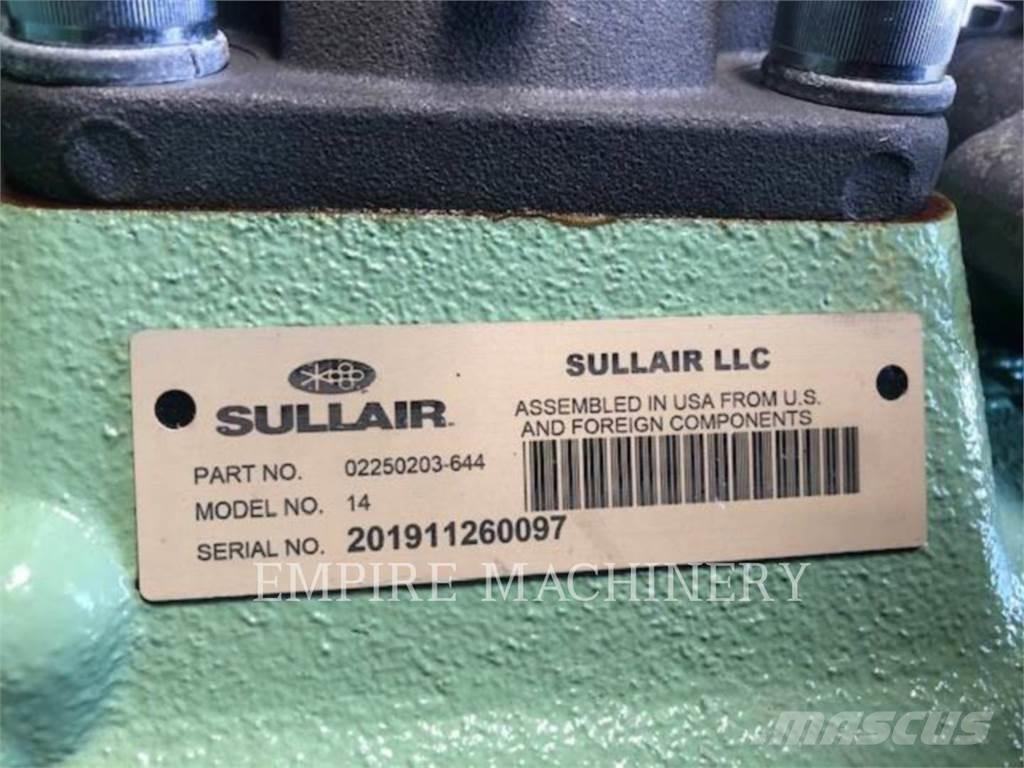 SULLAIR
SULLAIR LLC
ASSEMBLED IN USA FROM U.S.
AND FOREIGN COMPONENTS
PART NO. 02250203-644
MODEL NO. 14
SERIAL NO. 201911260097
EMPIRE MACHINERY
MASCUS